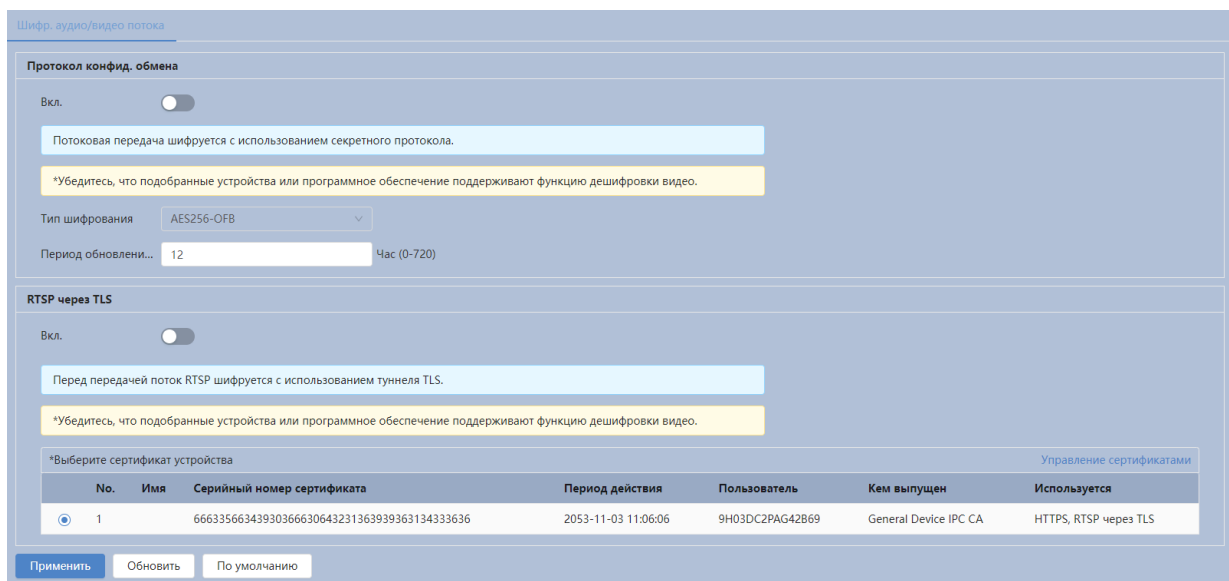 Шифр. аудио/видео потока
Протокол конфид. обмена
Вкл.
Потоковая передача шифруется с использованием секретного протокола.
*Убедитесь, что подобранные устройства или программное обеспечение поддерживают функцию дешифровки видео.
Тип шифрования AES256-OFB
Период обновлени... 12 Час (0-720)
RTSP через TLS
Вкл.
Перед передачей поток RTSP шифруется с использованием туннеля TLS.
*Убедитесь, что подобранные устройства или программное обеспечение поддерживают функцию дешифровки видео.
*Выберите сертификат устройства Управление сертификатами
No. Имя Серийный номер сертификата Период действия Пользователь Кем выпущен Используется
1 66633566343930366630643231363939363134333636 2053-11-03 11:06:06 9H03DC2PAG42B69 General Device IPC CA HTTPS, RTSP через TLS
Применить Обновить По умолчанию